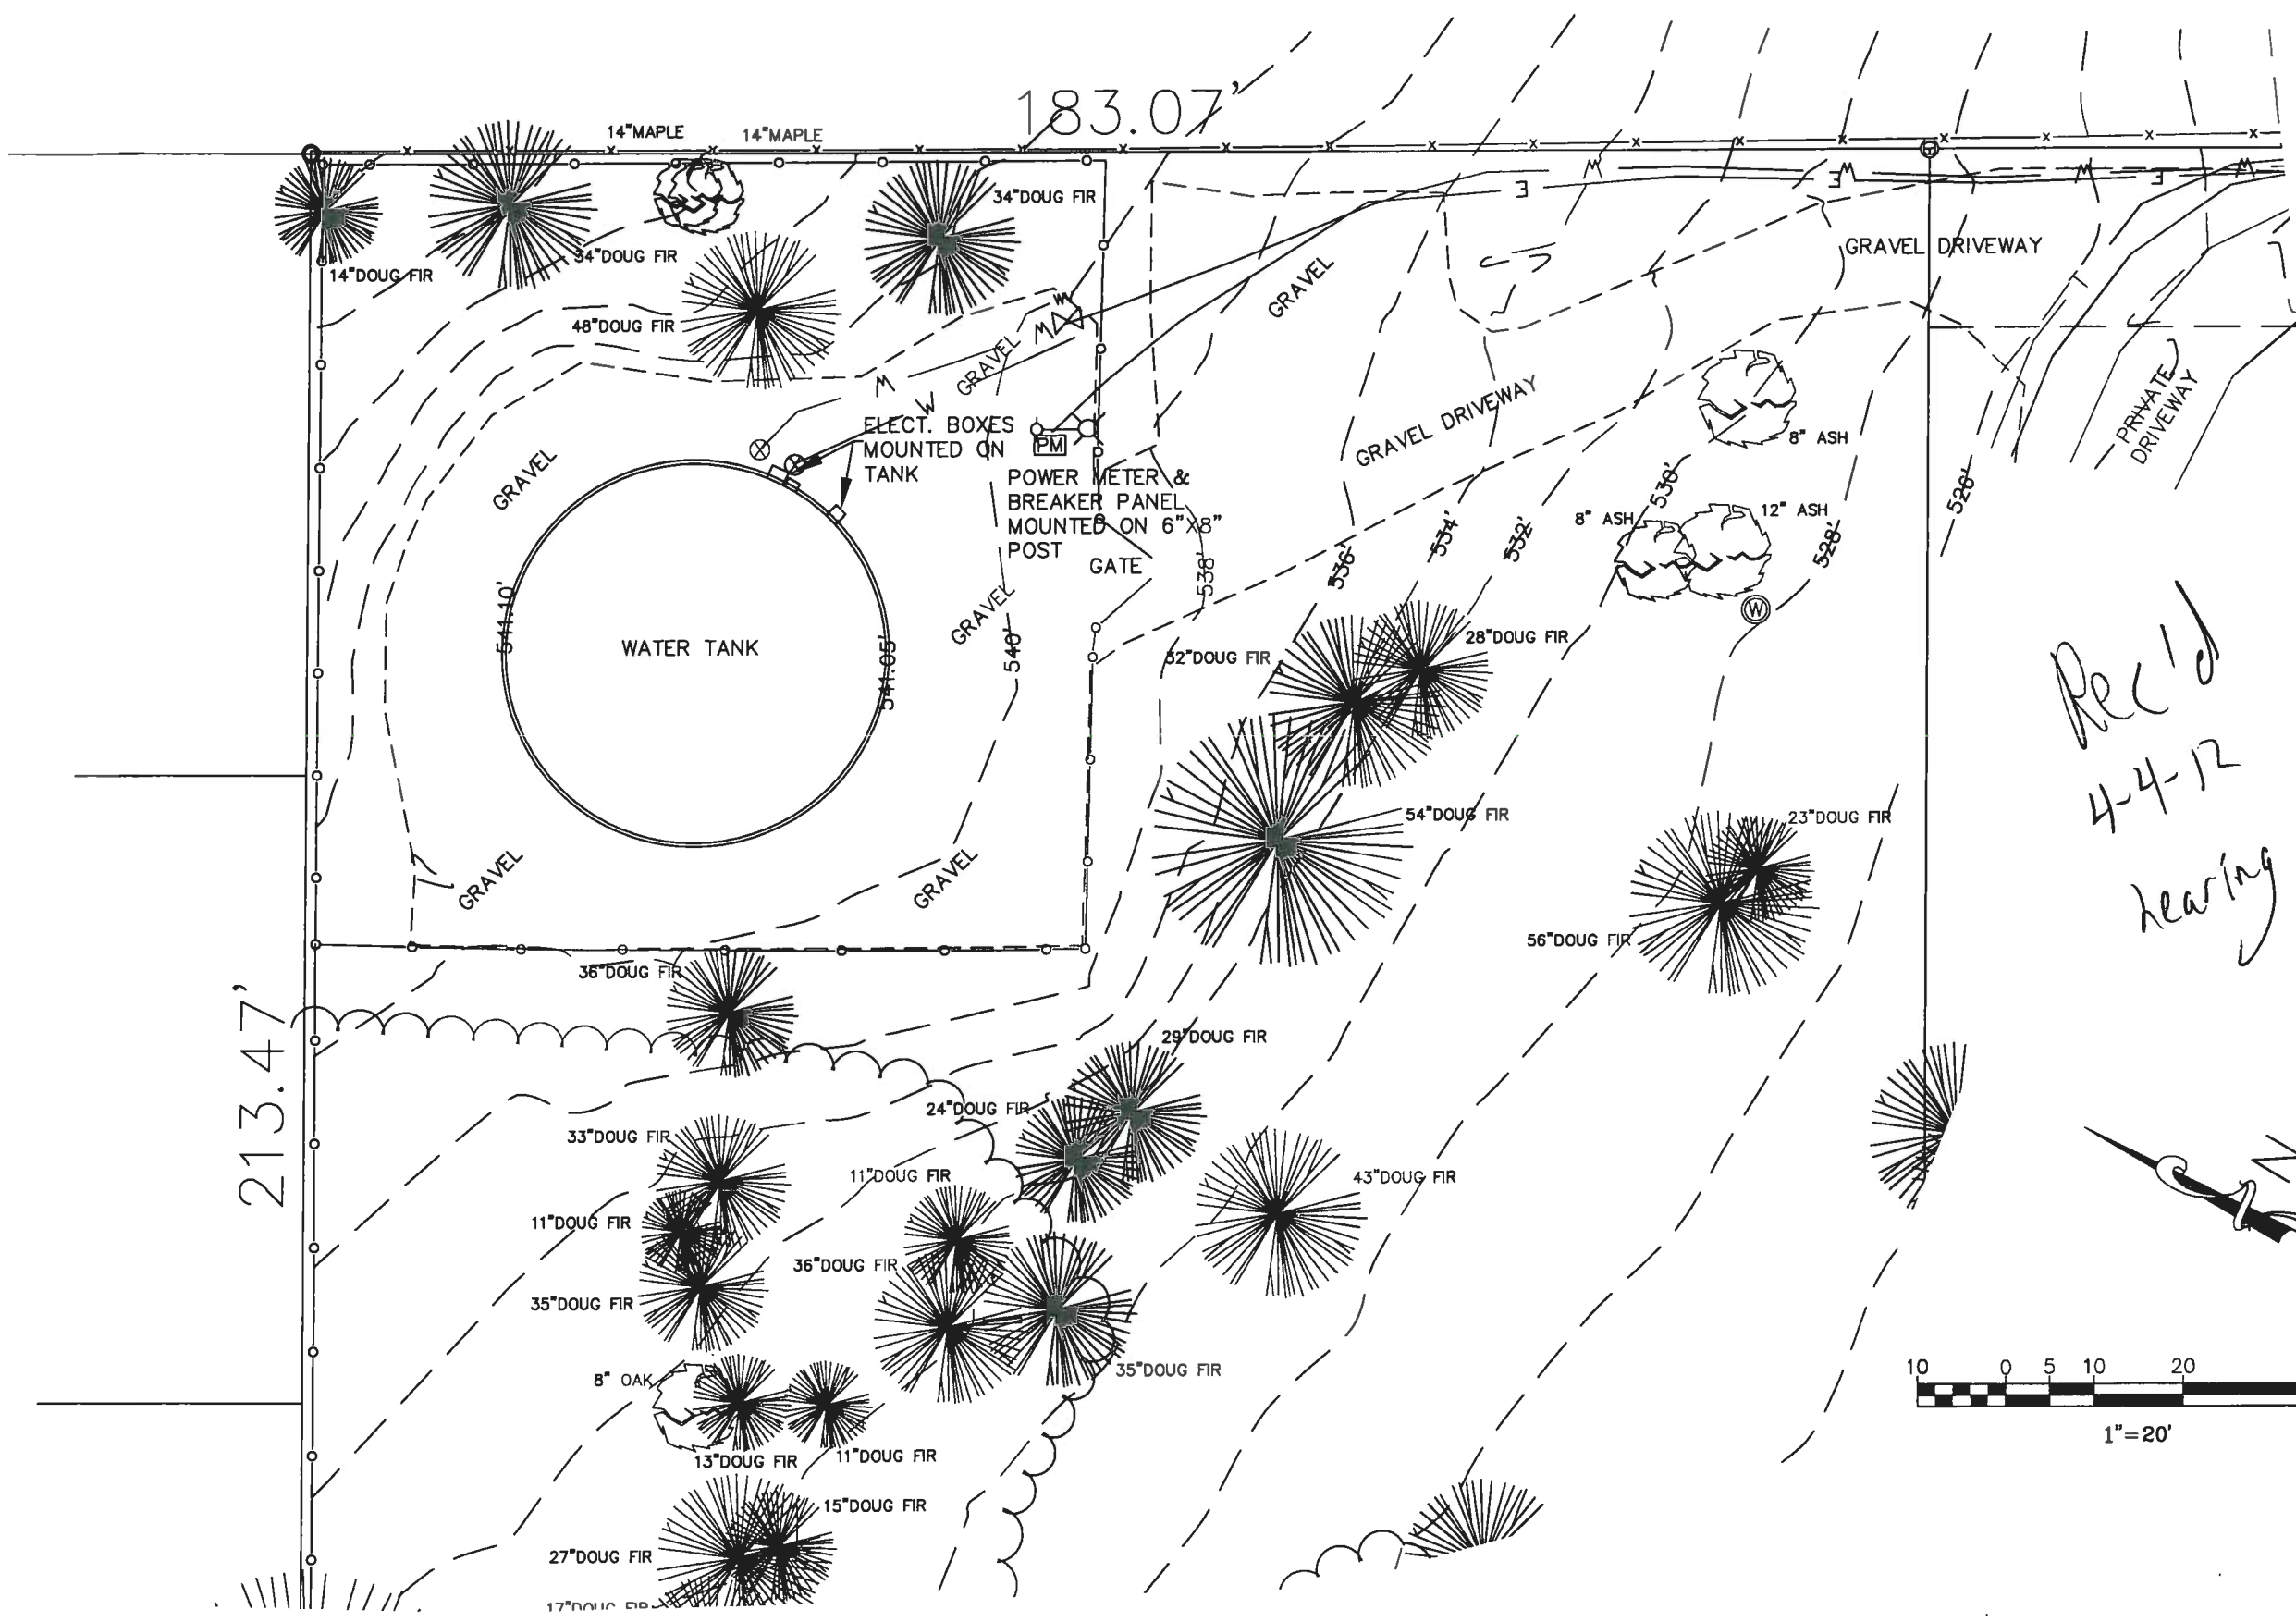 183.07'
14"MAPLE
14"MAPLE
34"DOUG FIR
14"DOUG FIR
34"DOUG FIR
48"DOUG FIR
GRAVEL
GRAVEL
GRAVEL DRIVEWAY
PRIVATE
DRIVEWAY
E
E
E
W
W
W
W
W
ELECT. BOXES
MOUNTED ON
TANK
PM
POWER METER &
BREAKER PANEL
MOUNTED ON 6"X8"
POST
GATE
GRAVEL
GRAVEL DRIVEWAY
8" ASH
8" ASH
12" ASH
W
541.10'
WATER TANK
541.05'
GRAVEL
540'
538'
536'
534'
532'
530'
528'
526'
32"DOUG FIR
28"DOUG FIR
54"DOUG FIR
23"DOUG FIR
56"DOUG FIR
Rec'd
4-4-12
hearing
GRAVEL
GRAVEL
36"DOUG FIR
213.47'
29"DOUG FIR
24"DOUG FIR
33"DOUG FIR
11"DOUG FIR
43"DOUG FIR
11"DOUG FIR
36"DOUG FIR
35"DOUG FIR
35"DOUG FIR
8" OAK
13"DOUG FIR
11"DOUG FIR
15"DOUG FIR
27"DOUG FIR
17"DOUG FIR
N
10 0 5 10 20
1"=20'